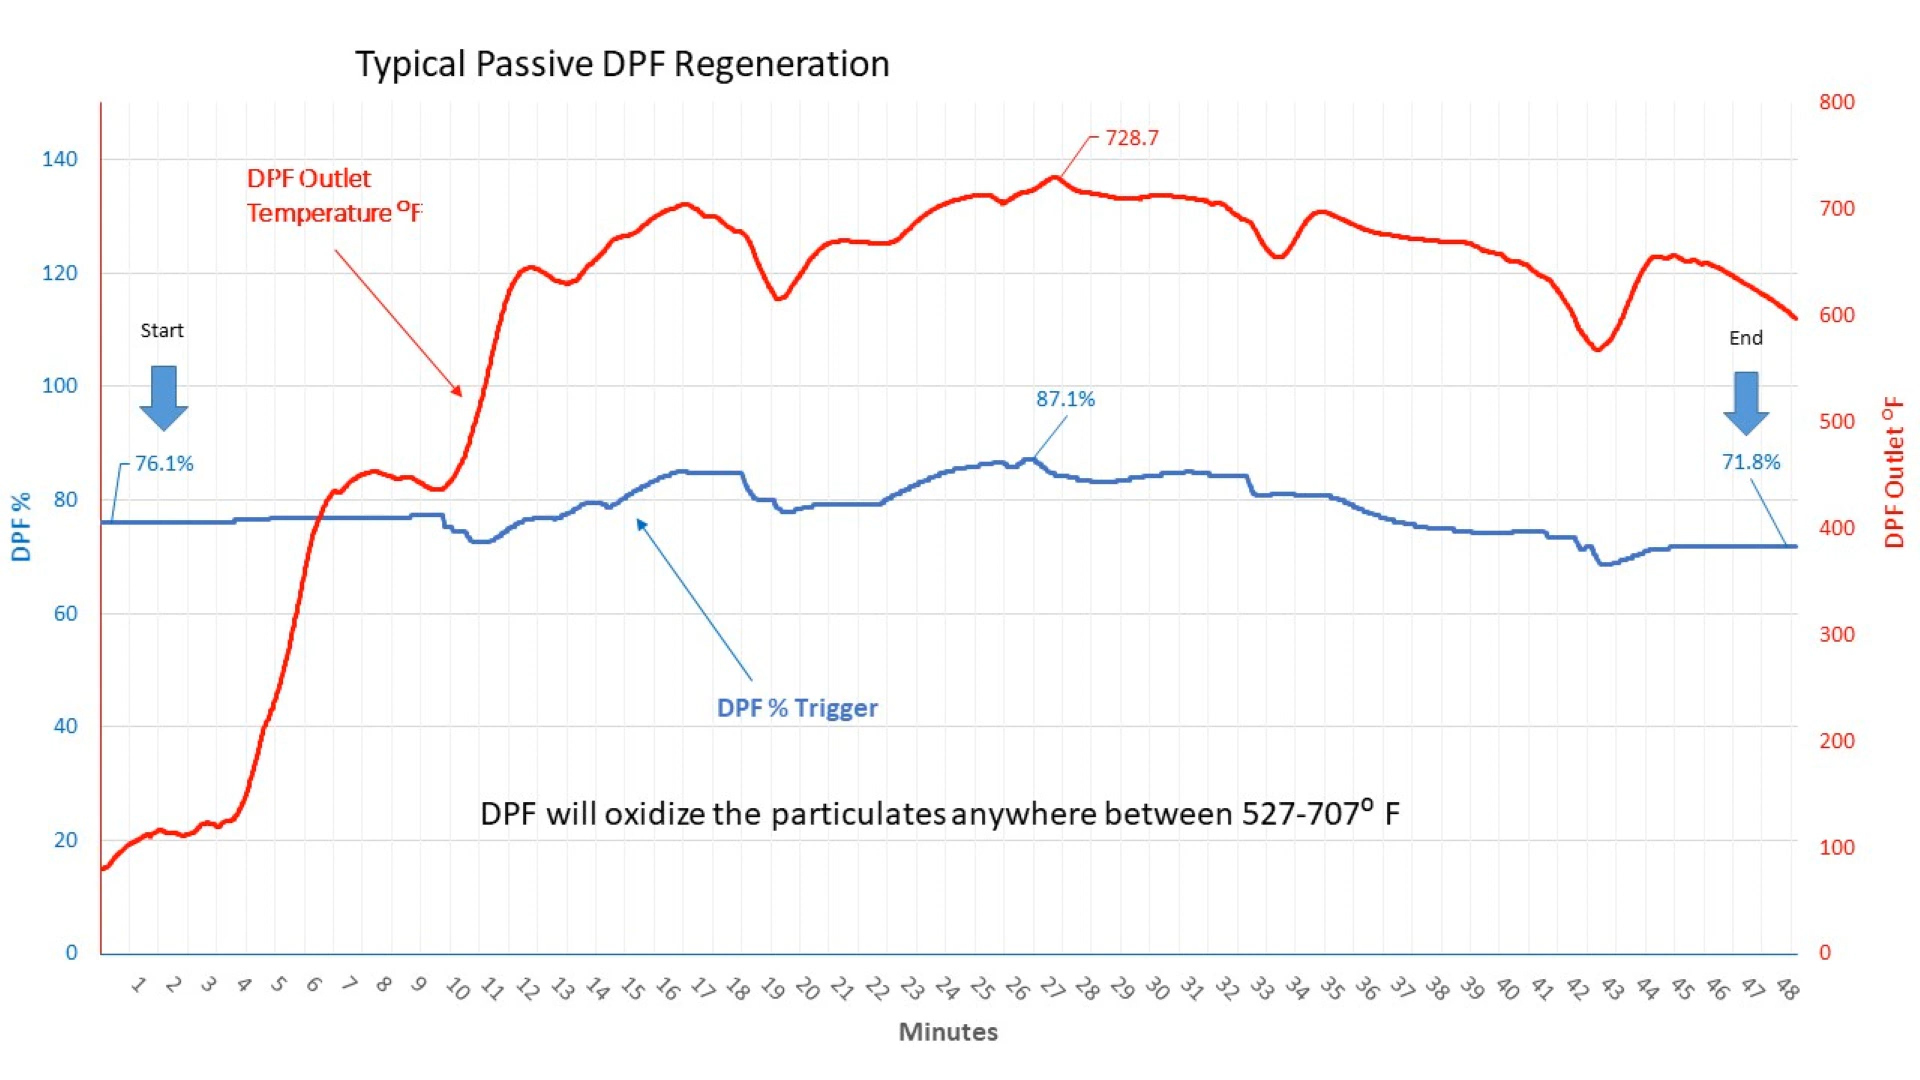 Typical Passive DPF Regeneration
800
728.7
140
DPF Outlet
Temperature °F
700
120
600
Start
End
100
87.1%
500
76.1%
71.8%
80
DPF %
400
DPF Outlet °F
60
300
DPF % Trigger
40
200
DPF will oxidize the particulates anywhere between 527-707° F
20
100
0
0
1 2 3 4 5 6 7 8 9 10 11 12 13 14 15 16 17 18 19 20 21 22 23 24 25 26 27 28 29 30 31 32 33 34 35 36 37 38 39 40 41 42 43 44 45 46 47 48
Minutes